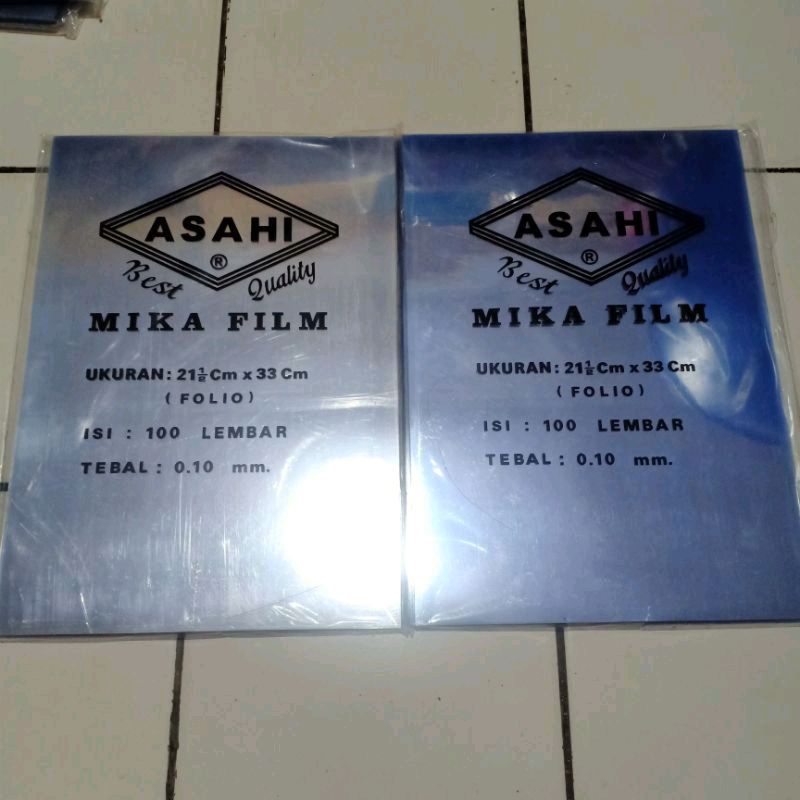 ASAHI
®
Best Quality
MIKA FILM
UKURAN: 21½ Cm x 33 Cm
(FOLIO)
ISI : 100 LEMBAR
TEBAL : 0.10 mm.
ASAHI
®
Best Quality
MIKA FILM
UKURAN: 21½ Cm x 33 Cm
(FOLIO)
ISI : 100 LEMBAR
TEBAL : 0.10 mm.